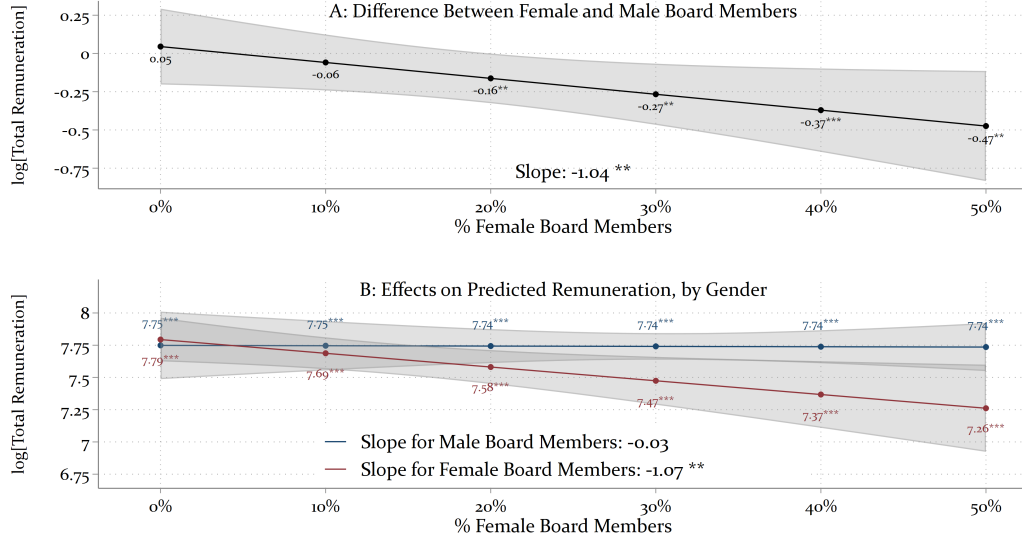 A: Difference Between Female and Male Board Members
log[Total Remuneration]
0.25
0
-0.25
-0.5
-0.75
0.05
-0.06
-0.16**
-0.27**
-0.37***
-0.47**
Slope: -1.04 **
0% 10% 20% 30% 40% 50%
% Female Board Members
B: Effects on Predicted Remuneration, by Gender
log[Total Remuneration]
8
7.75
7.5
7.25
7
6.75
7.75*** 7.75*** 7.74*** 7.74*** 7.74*** 7.74***
7.79*** 7.69*** 7.58*** 7.47*** 7.37*** 7.26***
Slope for Male Board Members: -0.03
Slope for Female Board Members: -1.07 **
0% 10% 20% 30% 40% 50%
% Female Board Members